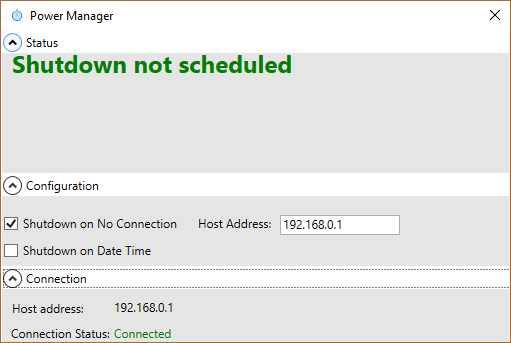 Power Manager
Status
Shutdown not scheduled
Configuration
Shutdown on No Connection Host Address: 192.168.0.1
Shutdown on Date Time
Connection
Host address: 192.168.0.1
Connection Status: Connected